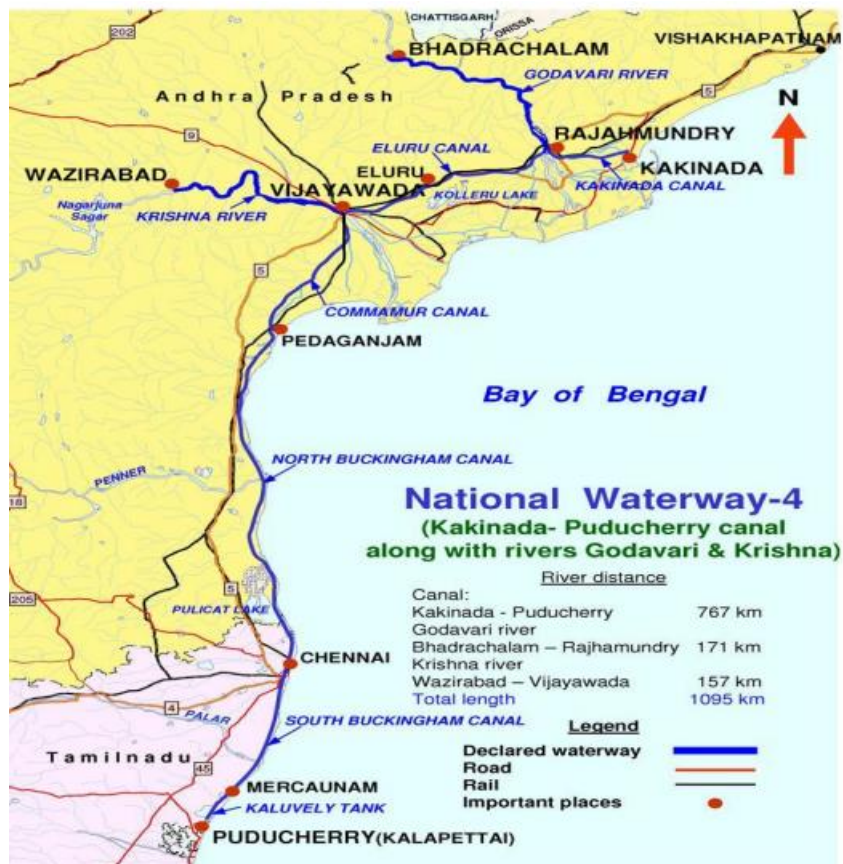 CHATTISGARH
ORISSA
202
BHADRACHALAM
VISHAKHAPATNAM
GODAVARI RIVER
Andhra Pradesh
5
N
9
ELURU CANAL
RAJAHMUNDRY
WAZIRABAD
ELURU
KAKINADA
VIJAYAWADA
KOLLERU LAKE
KAKINADA CANAL
Nagarjuna
Sagar
KRISHNA RIVER
5
COMMAMUR CANAL
PEDAGANJAM
Bay of Bengal
NORTH BUCKINGHAM CANAL
PENNER
18
National Waterway-4
(Kakinada- Puducherry canal
along with rivers Godavari & Krishna)
River distance
Canal:
Kakinada - Puducherry 767 km
Godavari river
Bhadrachalam – Rajhamundry 171 km
Krishna river
Wazirabad – Vijayawada 157 km
Total length 1095 km
5
205
PULICAT LAKE
CHENNAI
4
PALAR
SOUTH BUCKINGHAM CANAL
Legend
Declared waterway
Road
Rail
Important places
Tamilnadu
45
MERCAUNAM
KALUVELY TANK
PUDUCHERRY(KALAPETTAI)